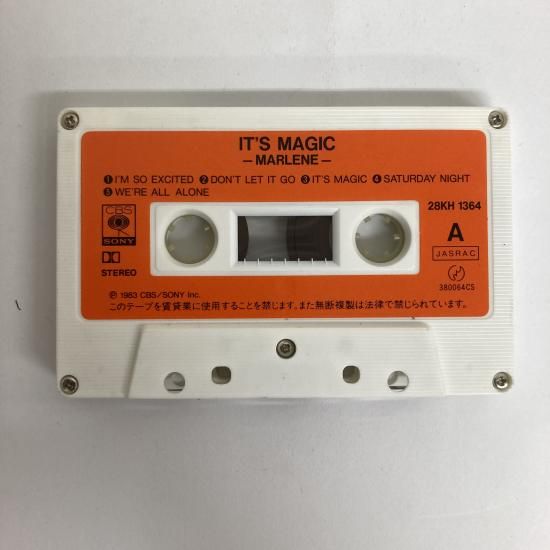 IT'S MAGIC
— MARLENE —
❶ I'M SO EXCITED ❷ DON'T LET IT GO ❸ IT'S MAGIC ❹ SATURDAY NIGHT
❺ WE'RE ALL ALONE
28KH 1364
CBS
SONY
A
JASRAC
STEREO
380064CS
Ⓟ 1983 CBS/SONY Inc.
このテープを賃貸業に使用することを禁じます。また無断複製は法律で禁じられています。